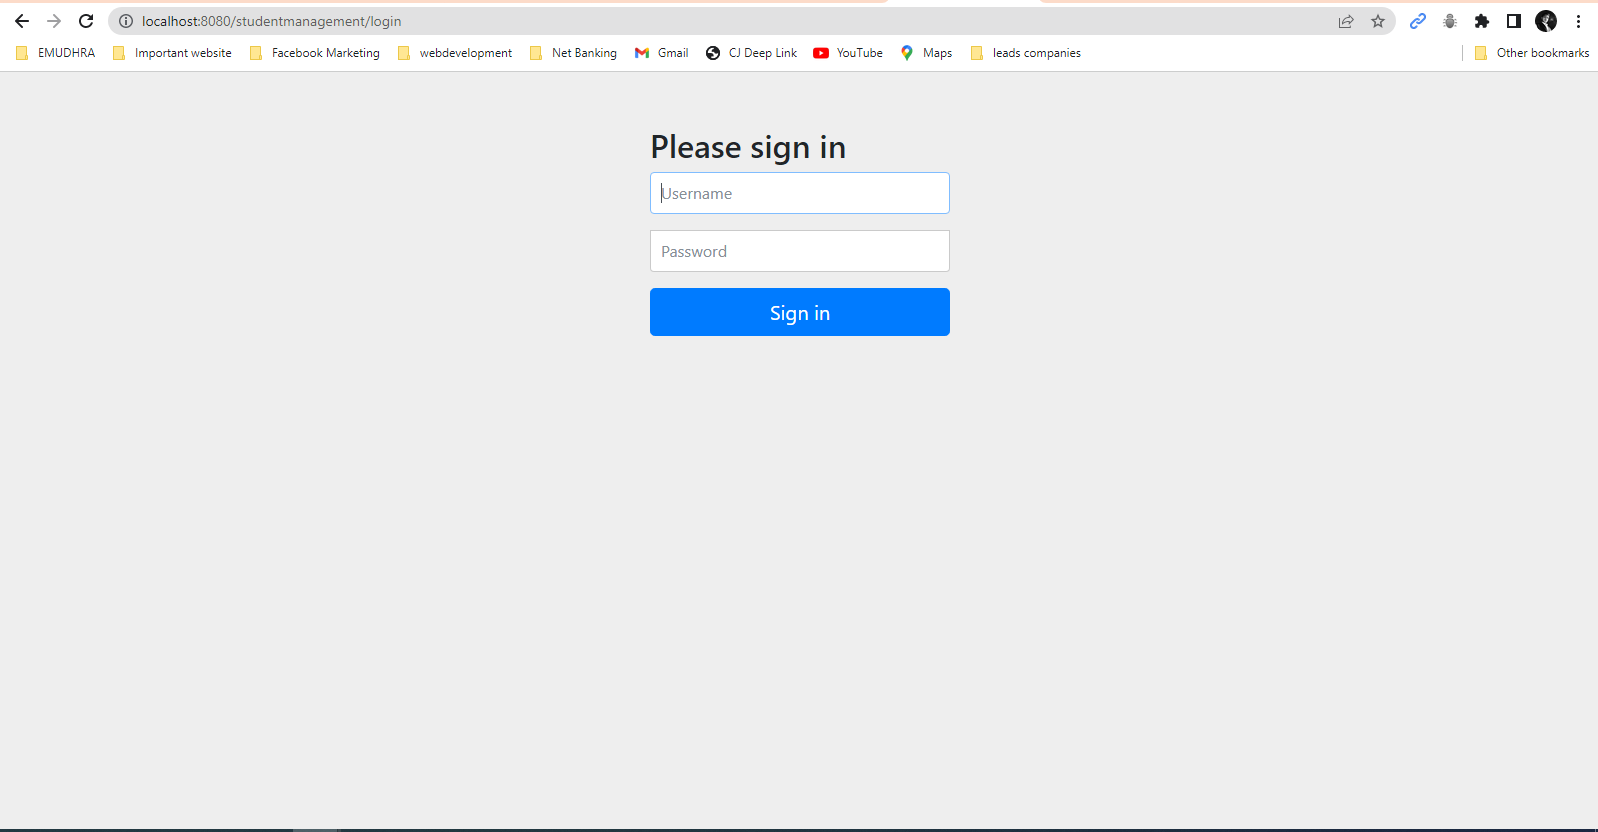 localhost:8080/studentmanagement/login
EMUDHRA Important website Facebook Marketing webdevelopment Net Banking Gmail CJ Deep Link YouTube Maps leads companies Other bookmarks
Please sign in
Username
Password
Sign in